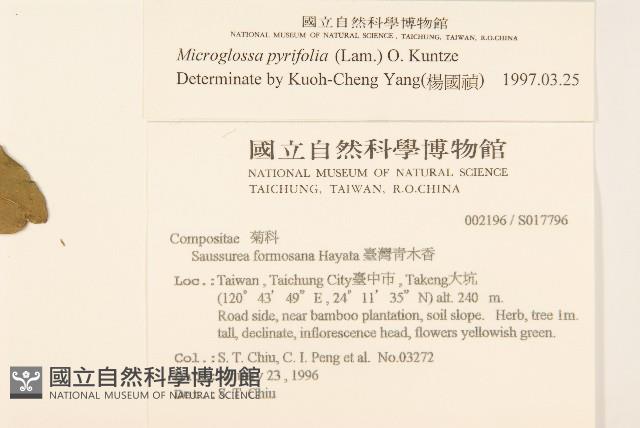 國立自然科學博物館
NATIONAL MUSEUM OF NATURAL SCIENCE , TAICHUNG, TAIWAN, R.O.CHINA
Microglossa pyrifolia (Lam.) O. Kuntze
Determinate by Kuoh-Cheng Yang(楊國禎) 1997.03.25
國立自然科學博物館
NATIONAL MUSEUM OF NATURAL SCIENCE
TAICHUNG, TAIWAN, R.O.CHINA
002196 / S017796
Compositae 菊科
Saussurea formosana Hayata 臺灣青木香
Loc.: Taiwan , Taichung City臺中市 , Takeng大坑
(120° 43′ 49″ E , 24° 11′ 35″ N) alt. 240 m.
Road side, near bamboo plantation, soil slope. Herb, tree 1m.
tall, declinate, inflorescence head, flowers yellowish green.
Col.: S. T. Chiu, C. I. Peng et al. No.03272
23 , 1996
S. T. Chiu
國立自然科學博物館
NATIONAL MUSEUM OF NATURAL SCIENCE